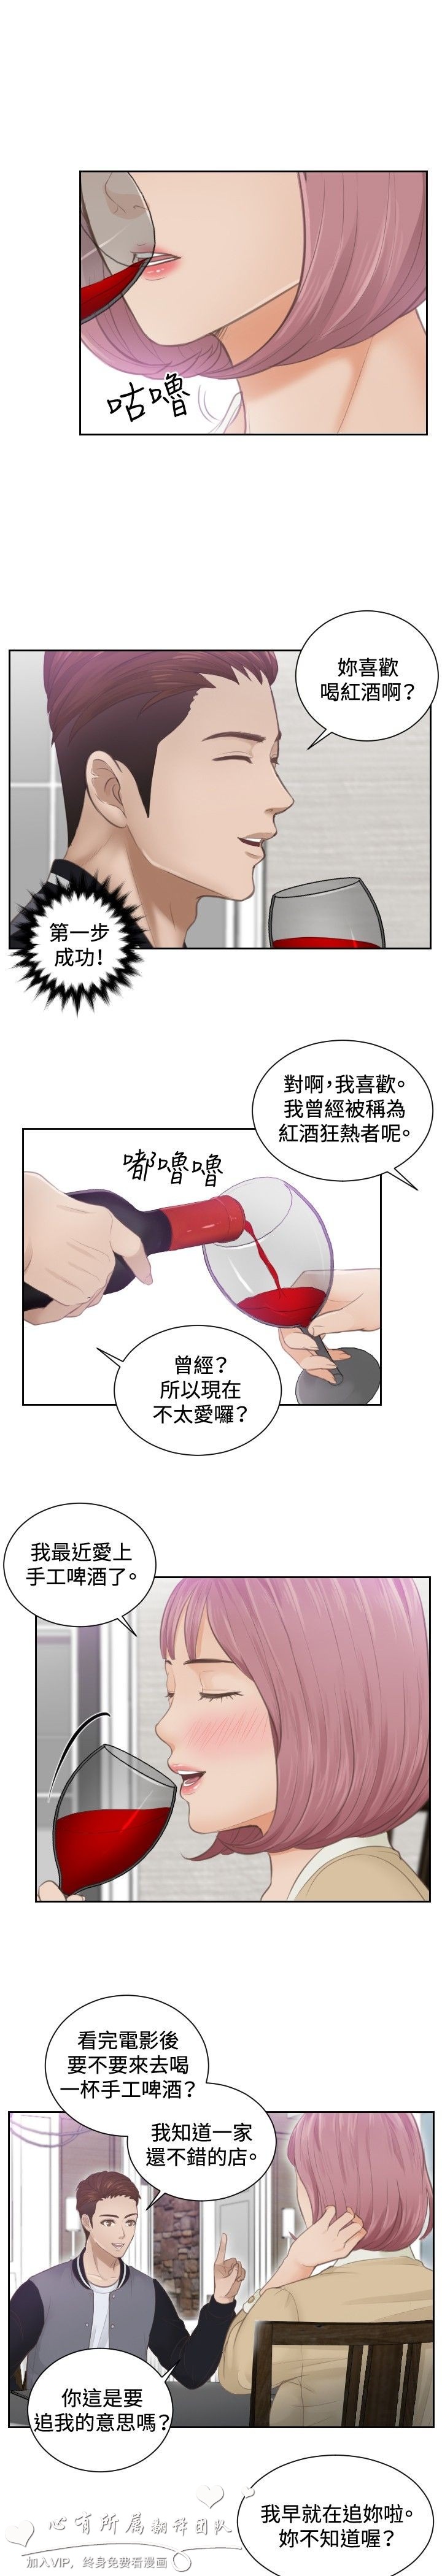 咕嚕
妳喜歡
喝紅酒啊?
第一步
成功!
對啊,我喜歡。
我曾經被稱為
紅酒狂熱者呢。
嘟嚕嚕
曾經?
所以現在
不太愛囉?
我最近愛上
手工啤酒了。
看完電影後
要不要來去喝
一杯手工啤酒?
我知道一家
還不錯的店。
你這是要
追我的意思嗎?
我早就在追妳啦。
妳不知道喔?
心有所屬翻译团队
加入VIP，终身免费看漫画